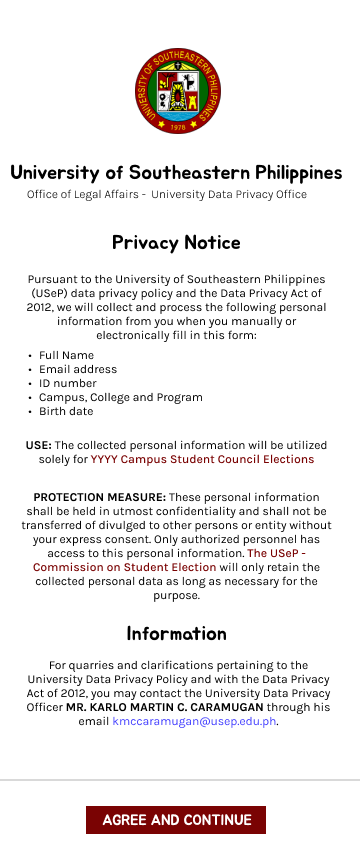 UNIVERSITY OF SOUTHEASTERN PHILIPPINES
1978
University of Southeastern Philippines
Office of Legal Affairs -  University Data Privacy Office
Privacy Notice
Pursuant to the University of Southeastern Philippines
(USeP) data privacy policy and the Data Privacy Act of
2012, we will collect and process the following personal
information from you when you manually or
electronically fill in this form:
• Full Name
• Email address
• ID number
• Campus, College and Program
• Birth date
USE: The collected personal information will be utilized
solely for YYYY Campus Student Council Elections
PROTECTION MEASURE: These personal information
shall be held in utmost confidentiality and shall not be
transferred of divulged to other persons or entity without
your express consent. Only authorized personnel has
access to this personal information. The USeP -
Commission on Student Election will only retain the
collected personal data as long as necessary for the
purpose.
Information
For quarries and clarifications pertaining to the
University Data Privacy Policy and with the Data Privacy
Act of 2012, you may contact the University Data Privacy
Officer MR. KARLO MARTIN C. CARAMUGAN through his
email kmccaramugan@usep.edu.ph.
AGREE AND CONTINUE